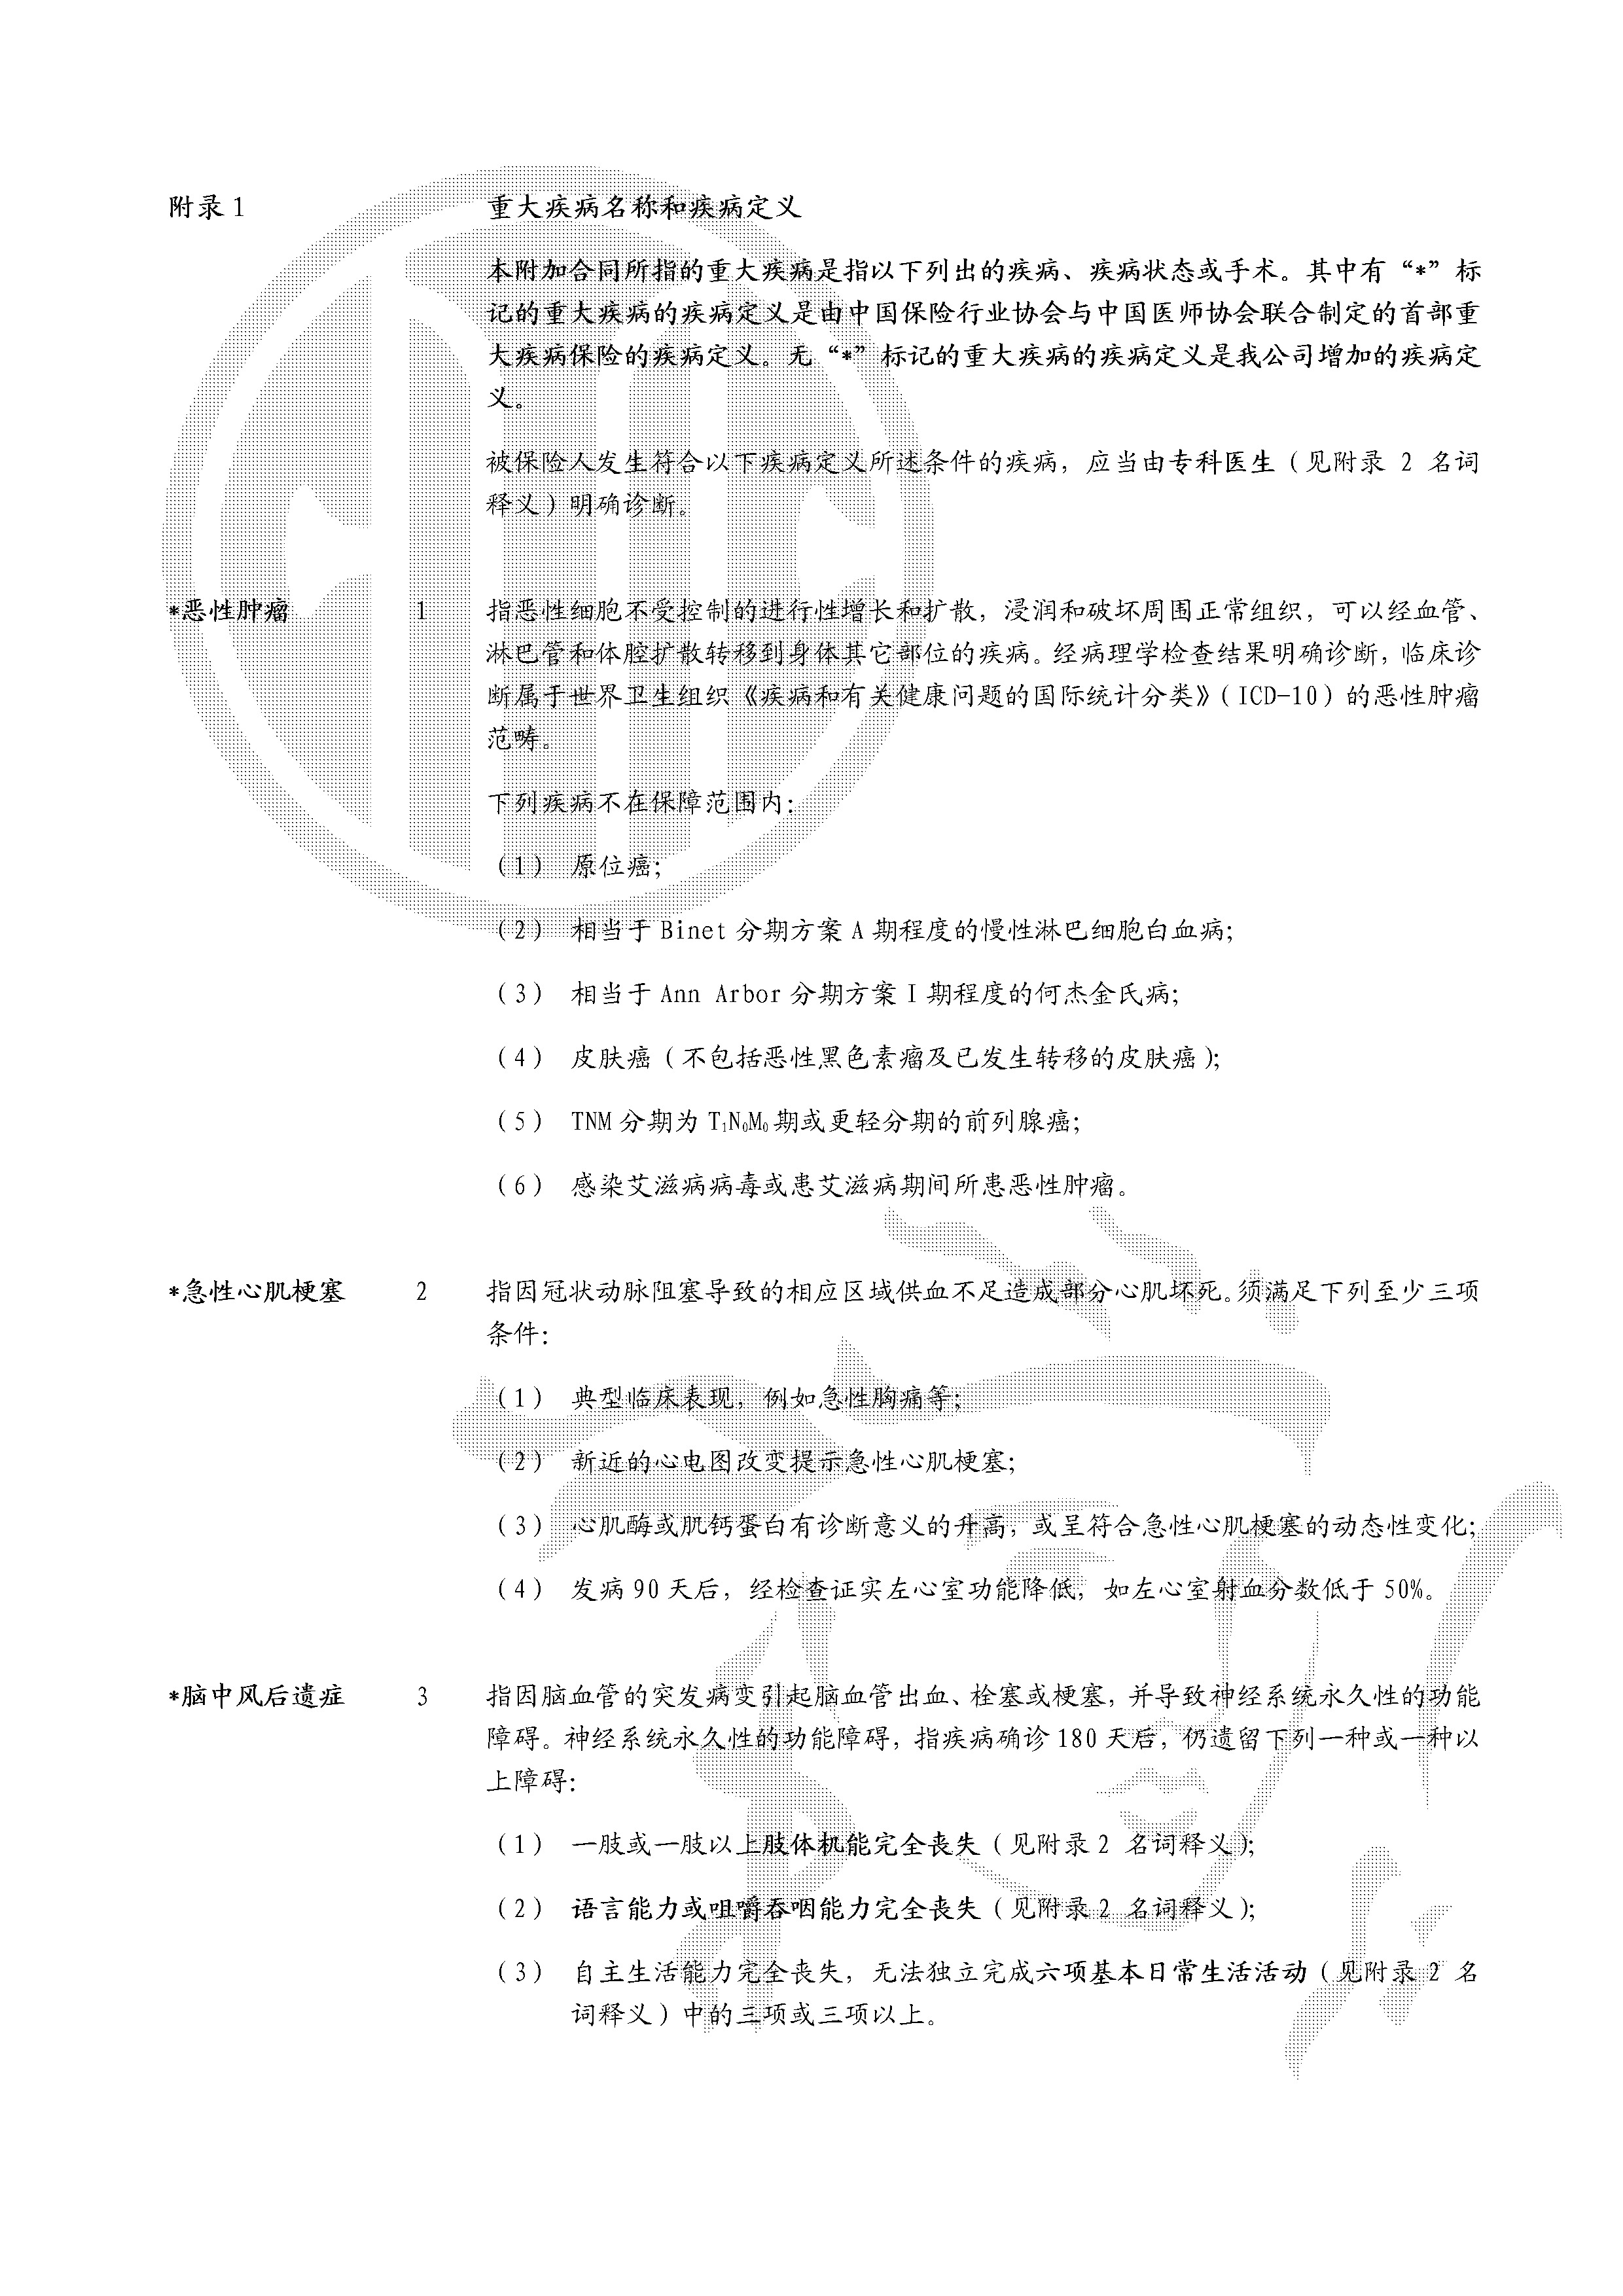 附录1 重大疾病名称和疾病定义
本附加合同所指的重大疾病是指以下列出的疾病、疾病状态或手术。其中有“*”标
记的重大疾病的疾病定义是由中国保险行业协会与中国医师协会联合制定的首部重
大疾病保险的疾病定义。无“*”标记的重大疾病的疾病定义是我公司增加的疾病定
义。
被保险人发生符合以下疾病定义所述条件的疾病，应当由专科医生（见附录 2 名词
释义）明确诊断。
*恶性肿瘤 1 指恶性细胞不受控制的进行性增长和扩散，浸润和破坏周围正常组织，可以经血管、
淋巴管和体腔扩散转移到身体其它部位的疾病。经病理学检查结果明确诊断，临床诊
断属于世界卫生组织《疾病和有关健康问题的国际统计分类》（ICD-10）的恶性肿瘤
范畴。
下列疾病不在保障范围内：
（1） 原位癌；
（2） 相当于 Binet 分期方案 A 期程度的慢性淋巴细胞白血病；
（3） 相当于 Ann Arbor 分期方案 I 期程度的何杰金氏病；
（4） 皮肤癌（不包括恶性黑色素瘤及已发生转移的皮肤癌）；
（5） TNM 分期为 T₁N₀M₀ 期或更轻分期的前列腺癌；
（6） 感染艾滋病病毒或患艾滋病期间所患恶性肿瘤。
*急性心肌梗塞 2 指因冠状动脉阻塞导致的相应区域供血不足造成部分心肌坏死。须满足下列至少三项
条件：
（1） 典型临床表现，例如急性胸痛等；
（2） 新近的心电图改变提示急性心肌梗塞；
（3） 心肌酶或肌钙蛋白有诊断意义的升高，或呈符合急性心肌梗塞的动态性变化；
（4） 发病 90 天后，经检查证实左心室功能降低，如左心室射血分数低于 50%。
*脑中风后遗症 3 指因脑血管的突发病变引起脑血管出血、栓塞或梗塞，并导致神经系统永久性的功能
障碍。神经系统永久性的功能障碍，指疾病确诊 180 天后，仍遗留下列一种或一种以
上障碍：
（1） 一肢或一肢以上肢体机能完全丧失（见附录 2 名词释义）；
（2） 语言能力或咀嚼吞咽能力完全丧失（见附录 2 名词释义）；
（3） 自主生活能力完全丧失，无法独立完成六项基本日常生活活动（见附录 2 名
词释义）中的三项或三项以上。